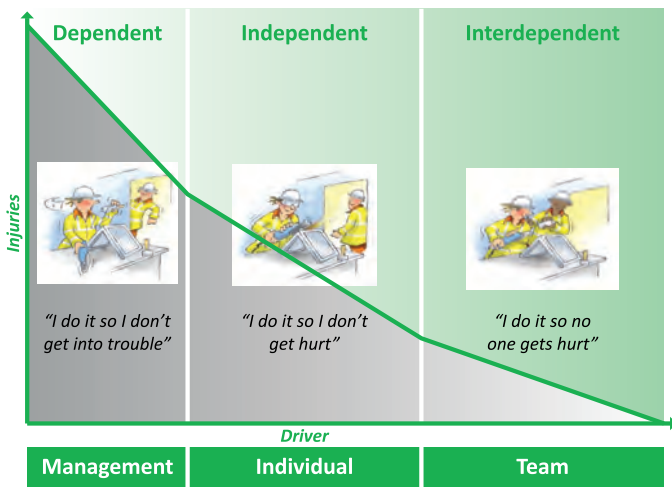 Dependent
Independent
Interdependent
Injuries
“I do it so I don’t
get into trouble”
“I do it so I don’t
get hurt”
“I do it so no
one gets hurt”
Driver
Management
Individual
Team